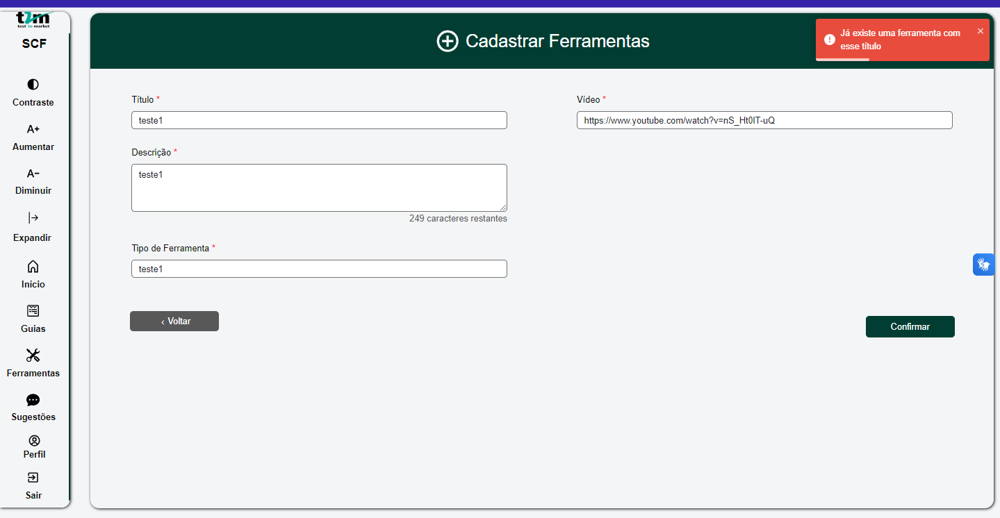 t2m
test to market
SCF
Contraste
A+
Aumentar
A-
Diminuir
Expandir
Início
Guias
Ferramentas
Sugestões
Perfil
Sair
Cadastrar Ferramentas
Já existe uma ferramenta com
esse título
Título *
teste1
Vídeo *
https://www.youtube.com/watch?v=nS_Ht0IT-uQ
Descrição *
teste1
249 caracteres restantes
Tipo de Ferramenta *
teste1
‹ Voltar
Confirmar